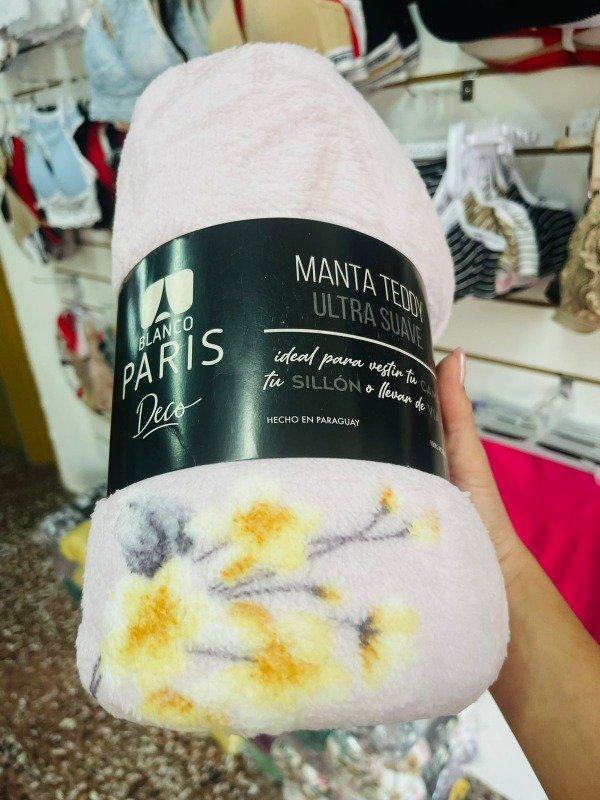 BLANCO
PARIS
Deco
MANTA TEDDY
ULTRA SUAVE
ideal para vestir tu
tu SILLÓN o llevar de
HECHO EN PARAGUAY